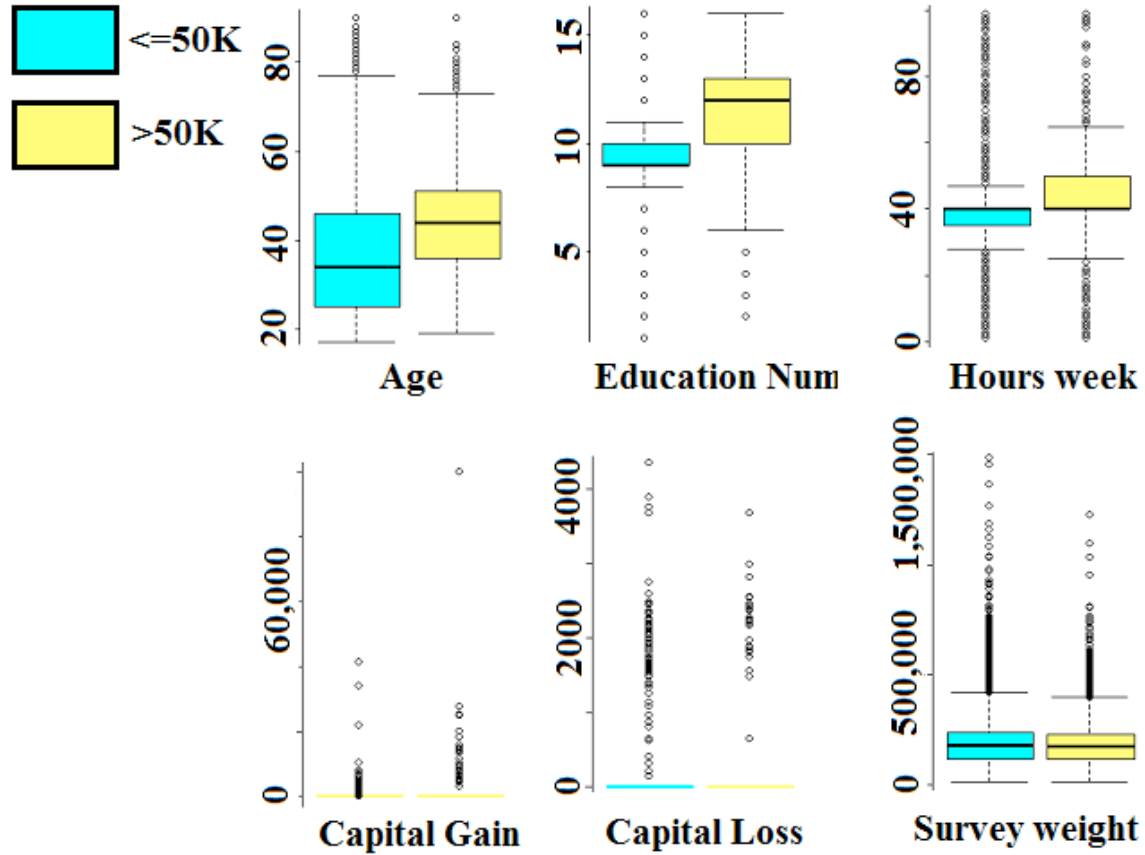 <=50K
>50K
20
40
60
80
Age
5
10
15
Education Num
0
40
80
Hours week
0
60,000
Capital Gain
0
2000
4000
Capital Loss
0
500,000
1,500,000
Survey weight